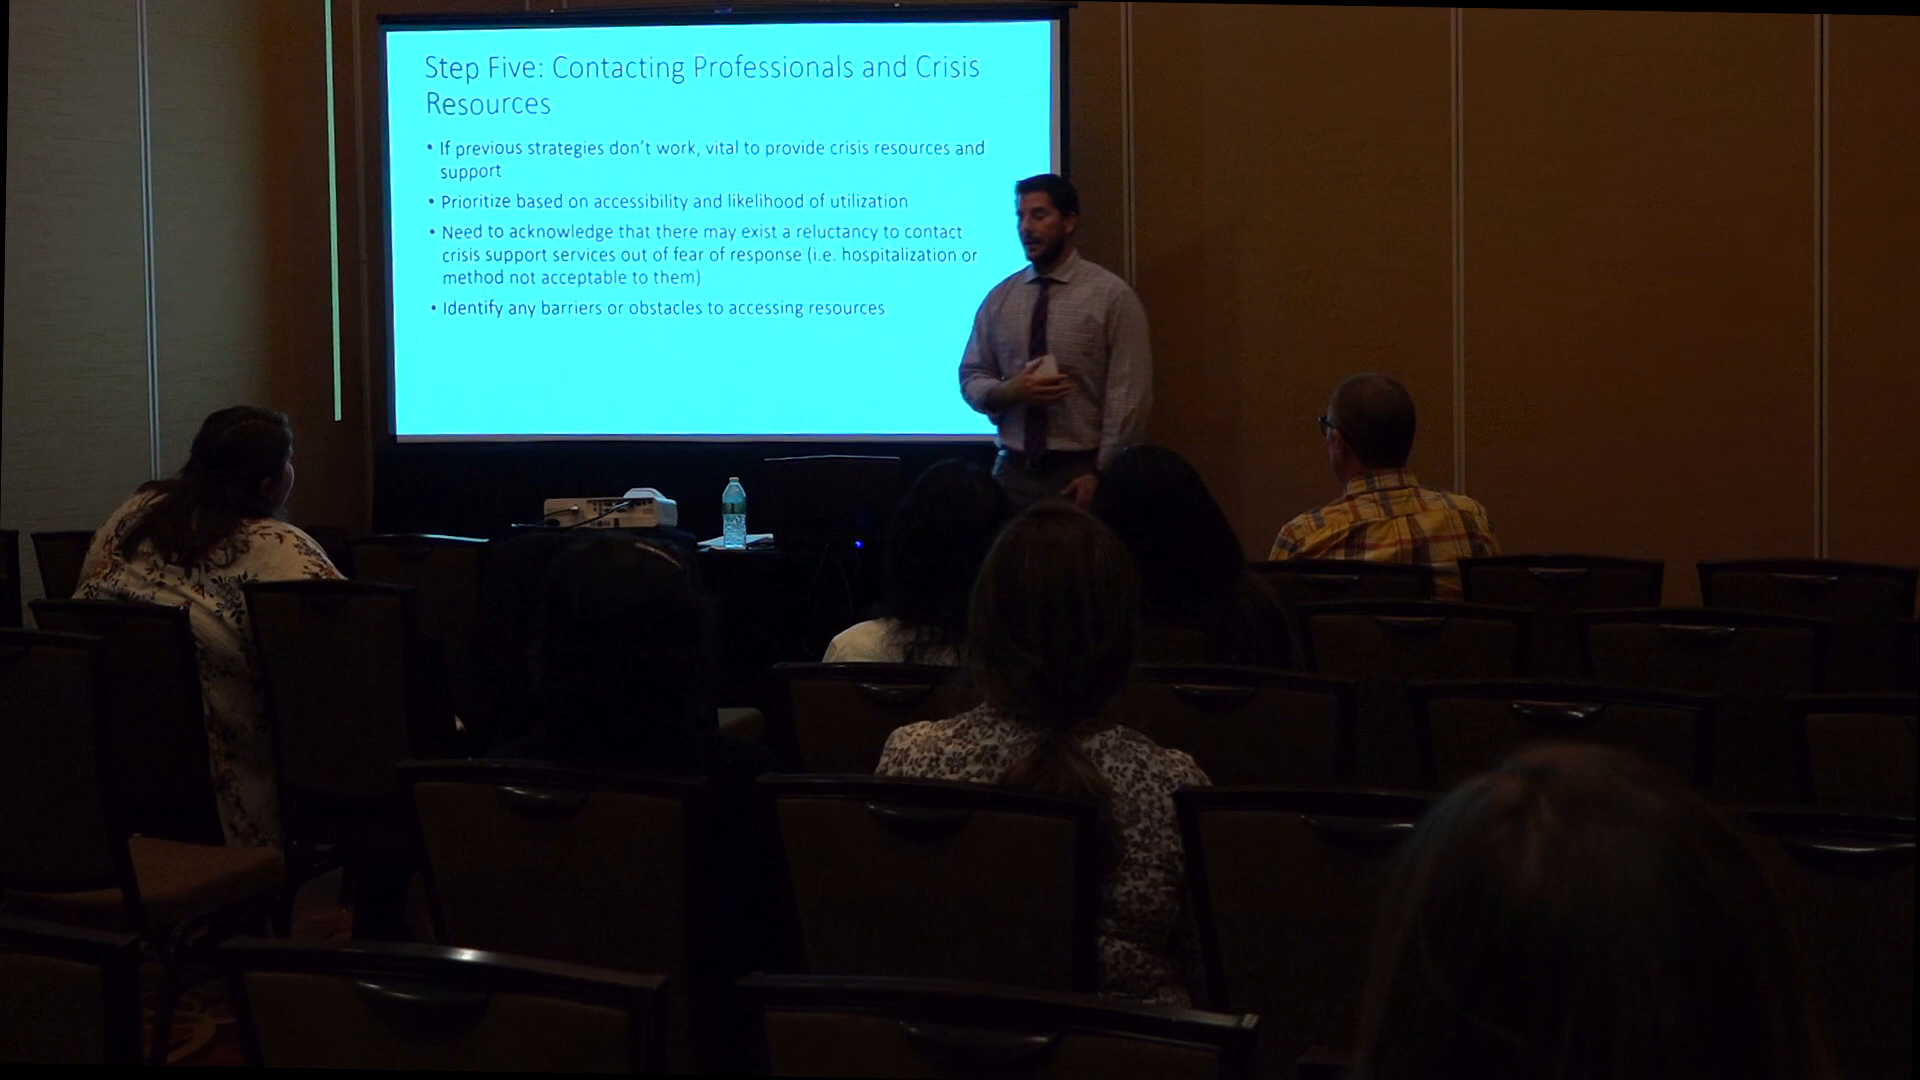 Step Five: Contacting Professionals and Crisis
Resources
• If previous strategies don't work, vital to provide crisis resources and
support
• Prioritize based on accessibility and likelihood of utilization
• Need to acknowledge that there may exist a reluctancy to contact
crisis support services out of fear of response (i.e. hospitalization or
method not acceptable to them)
• Identify any barriers or obstacles to accessing resources